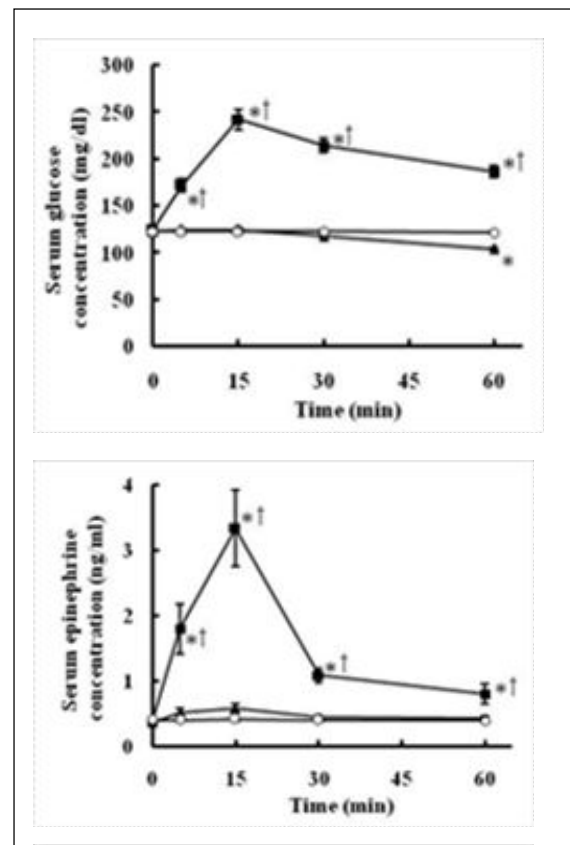 300
250
200
150
100
50
0
Serum glucose
concentration (mg/dl)
*†
*†
*†
*†
*
0 15 30 45 60
Time (min)
4
3
2
1
0
Serum epinephrine
concentration (ng/ml)
*†
*†
*†
*†
0 15 30 45 60
Time (min)